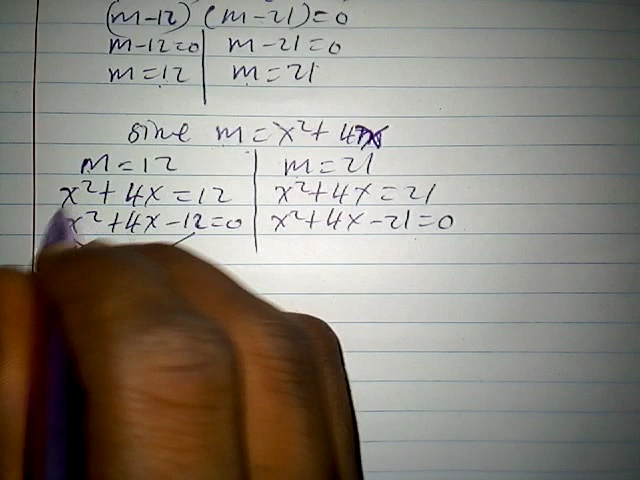 (m-12) (m-21)=0
m-12=0 | m-21=0
m=12 | m=21
sine m=x²+4x
m=12 | m=21
x²+4x=12 | x²+4x=21
x²+4x-12=0 | x²+4x-21=0